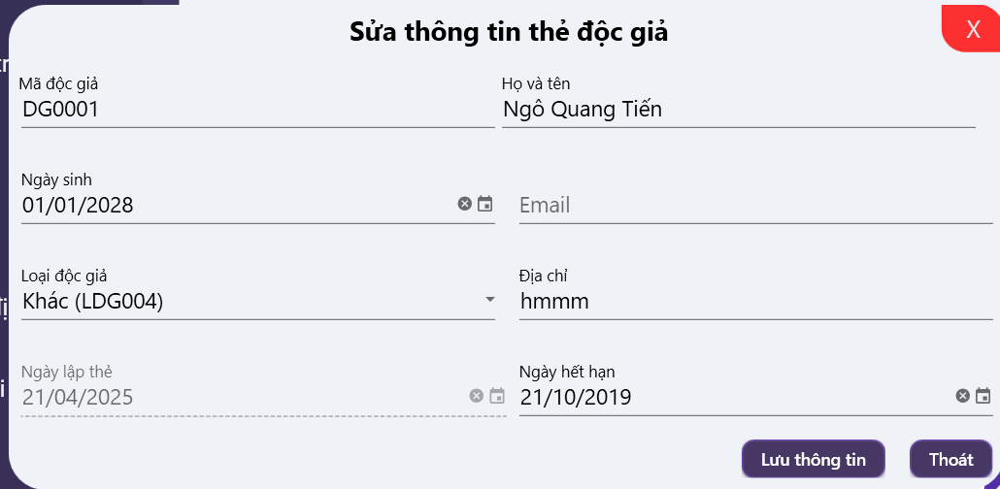 Sửa thông tin thẻ độc giả
X
Mã độc giả
DG0001
Họ và tên
Ngô Quang Tiến
Ngày sinh
01/01/2028
Email
Loại độc giả
Khác (LDG004)
Địa chỉ
hmmm
Ngày lập thẻ
21/04/2025
Ngày hết hạn
21/10/2019
Lưu thông tin
Thoát